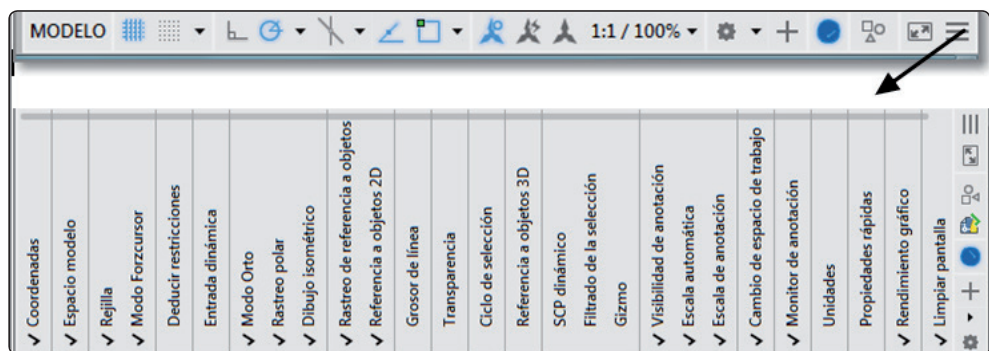 MODELO
1:1 / 100%
✓ Coordenadas
✓ Espacio modelo
✓ Rejilla
✓ Modo Forzcursor
Deducir restricciones
Entrada dinámica
✓ Modo Orto
✓ Rastreo polar
✓ Dibujo isométrico
✓ Rastreo de referencia a objetos
✓ Referencia a objetos 2D
Grosor de línea
Transparencia
Ciclo de selección
Referencia a objetos 3D
SCP dinámico
Filtrado de la selección
Gizmo
✓ Visibilidad de anotación
✓ Escala automática
✓ Escala de anotación
✓ Cambio de espacio de trabajo
✓ Monitor de anotación
Unidades
Propiedades rápidas
✓ Rendimiento gráfico
✓ Limpiar pantalla